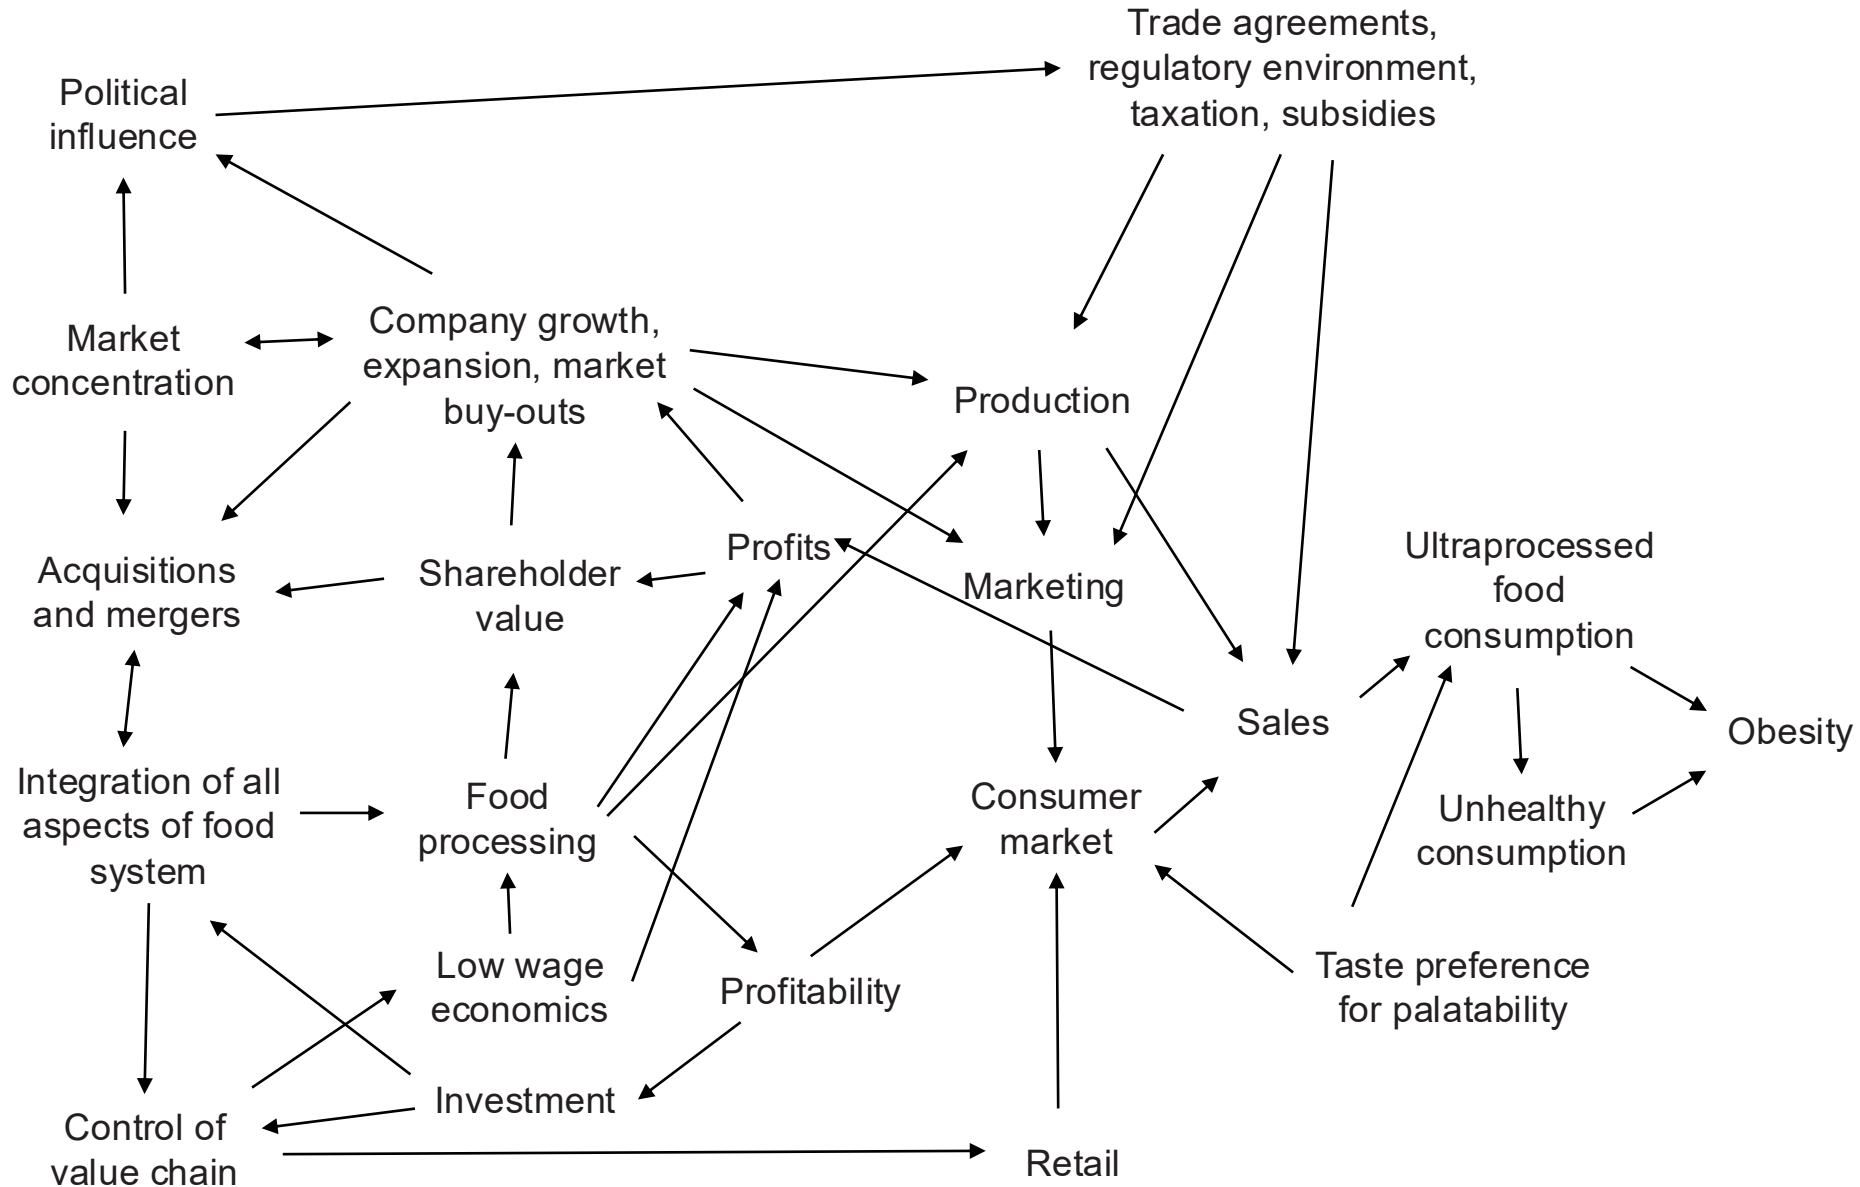 Trade agreements,
regulatory environment,
taxation, subsidies
Political
influence
Market
concentration
Company growth,
expansion, market
buy-outs
Production
Acquisitions
and mergers
Shareholder
value
Profits
Marketing
Ultraprocessed
food
consumption
Sales
Obesity
Integration of all
aspects of food
system
Food
processing
Consumer
market
Unhealthy
consumption
Low wage
economics
Profitability
Taste preference
for palatability
Investment
Control of
value chain
Retail